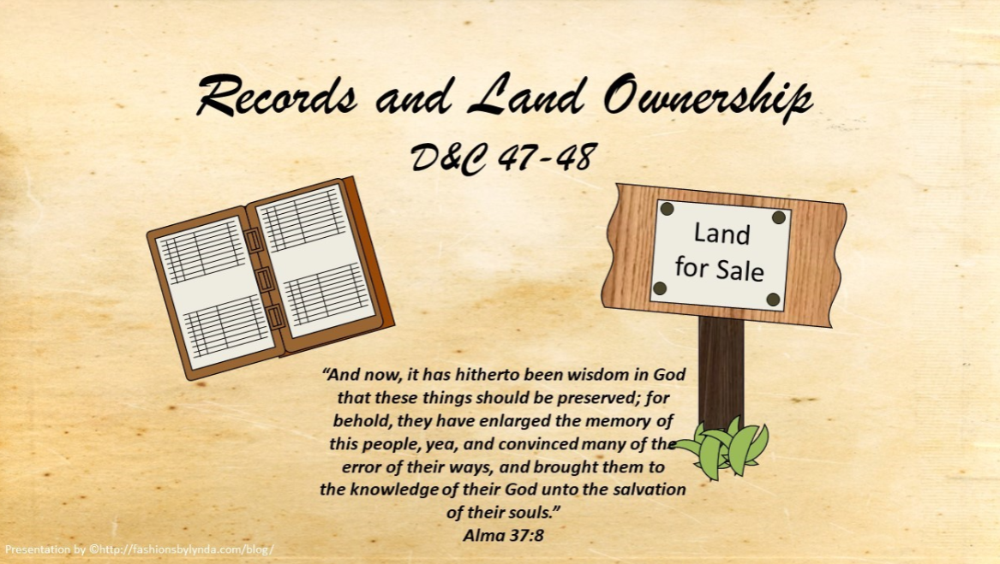 Records and Land Ownership
D&C 47-48
Land
for Sale
“And now, it has hitherto been wisdom in God
that these things should be preserved; for
behold, they have enlarged the memory of
this people, yea, and convinced many of the
error of their ways, and brought them to
the knowledge of their God unto the salvation
of their souls.”
Alma 37:8
Presentation by ©http://fashionsbylynda.com/blog/